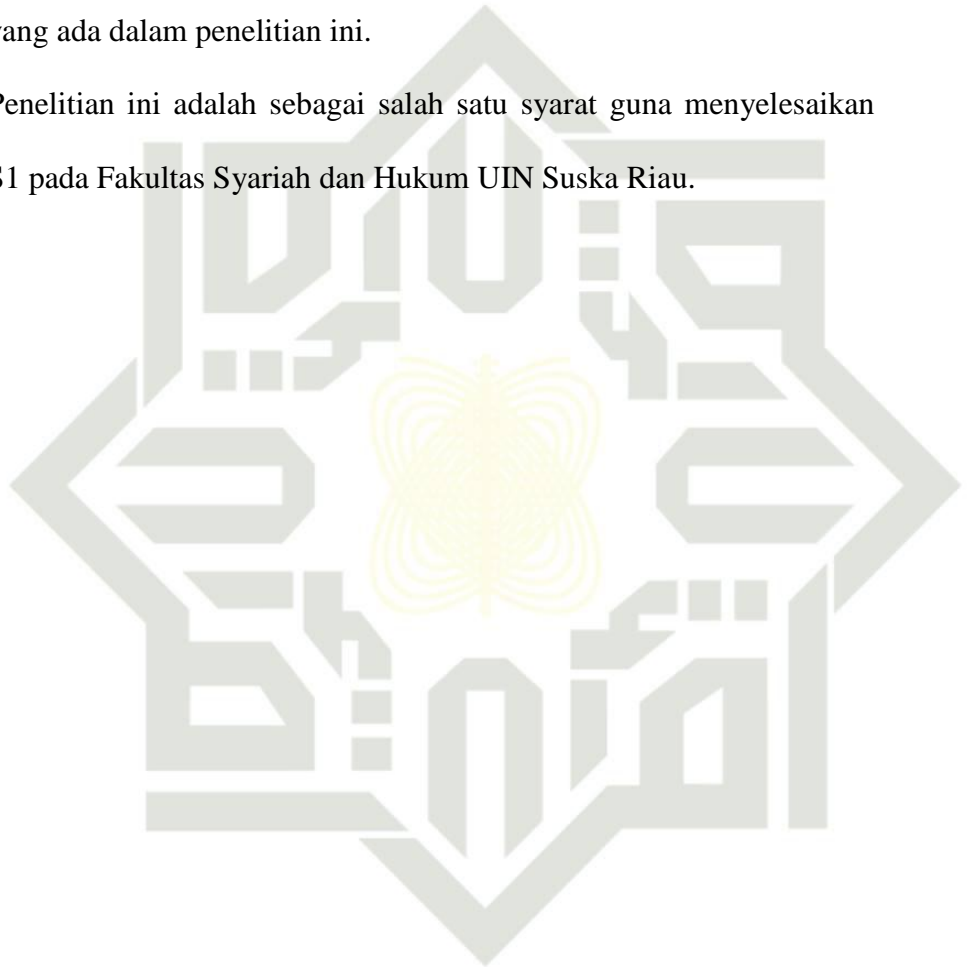 yang ada dalam penelitian ini.
Penelitian ini adalah sebagai salah satu syarat guna menyelesaikan
S1 pada Fakultas Syariah dan Hukum UIN Suska Riau.